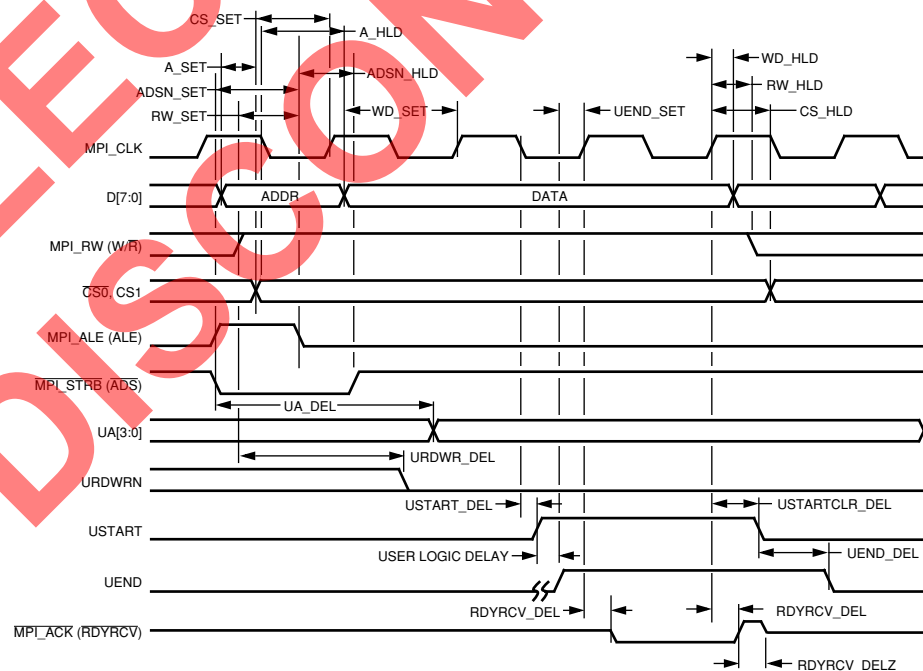 CS_SET
A_HLD
A_SET
ADSN_HLD
ADSN_SET
RW_SET
WD_SET
UEND_SET
WD_HLD
RW_HLD
CS_HLD
MPI_CLK
D[7:0]
ADDR
DATA
MPI_RW (W/R)
CS0, CS1
MPI_ALE (ALE)
MPI_STRB (ADS)
UA_DEL
UA[3:0]
URDWR_DEL
URDWRN
USTART_DEL
USTARTCLR_DEL
USTART
USER LOGIC DELAY
UEND_DEL
UEND
RDYRCV_DEL
RDYRCV_DEL
MPI_ACK (RDYRCV)
RDYRCV_DELZ